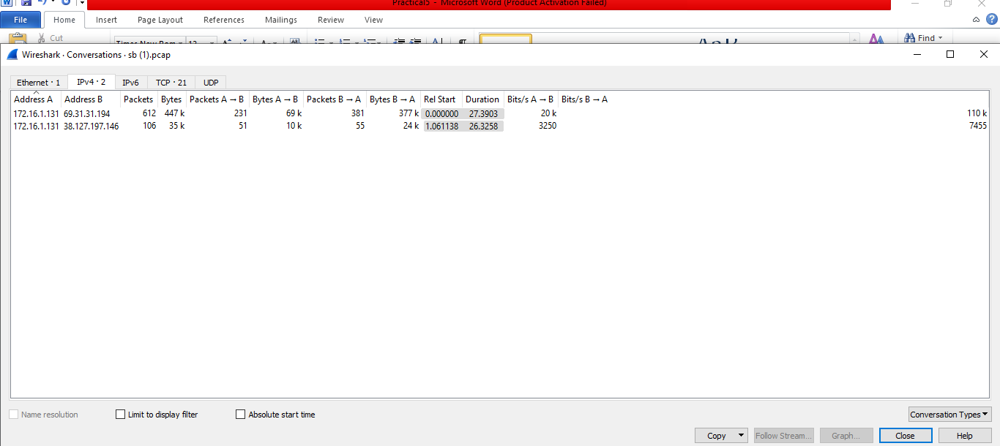 Practical5 - Microsoft Word (Product Activation Failed)
File Home Insert Page Layout References Mailings Review View
Cut Find
Wireshark · Conversations · sb (1).pcap
Ethernet · 1 IPv4 · 2 IPv6 TCP · 21 UDP
Address A Address B Packets Bytes Packets A → B Bytes A → B Packets B → A Bytes B → A Rel Start Duration Bits/s A → B Bits/s B → A
172.16.1.131 69.31.31.194 612 447 k 231 69 k 381 377 k 0.000000 27.3903 20 k 110 k
172.16.1.131 38.127.197.146 106 35 k 51 10 k 55 24 k 1.061138 26.3258 3250 7455
Name resolution Limit to display filter Absolute start time Conversation Types
Copy Follow Stream... Graph... Close Help